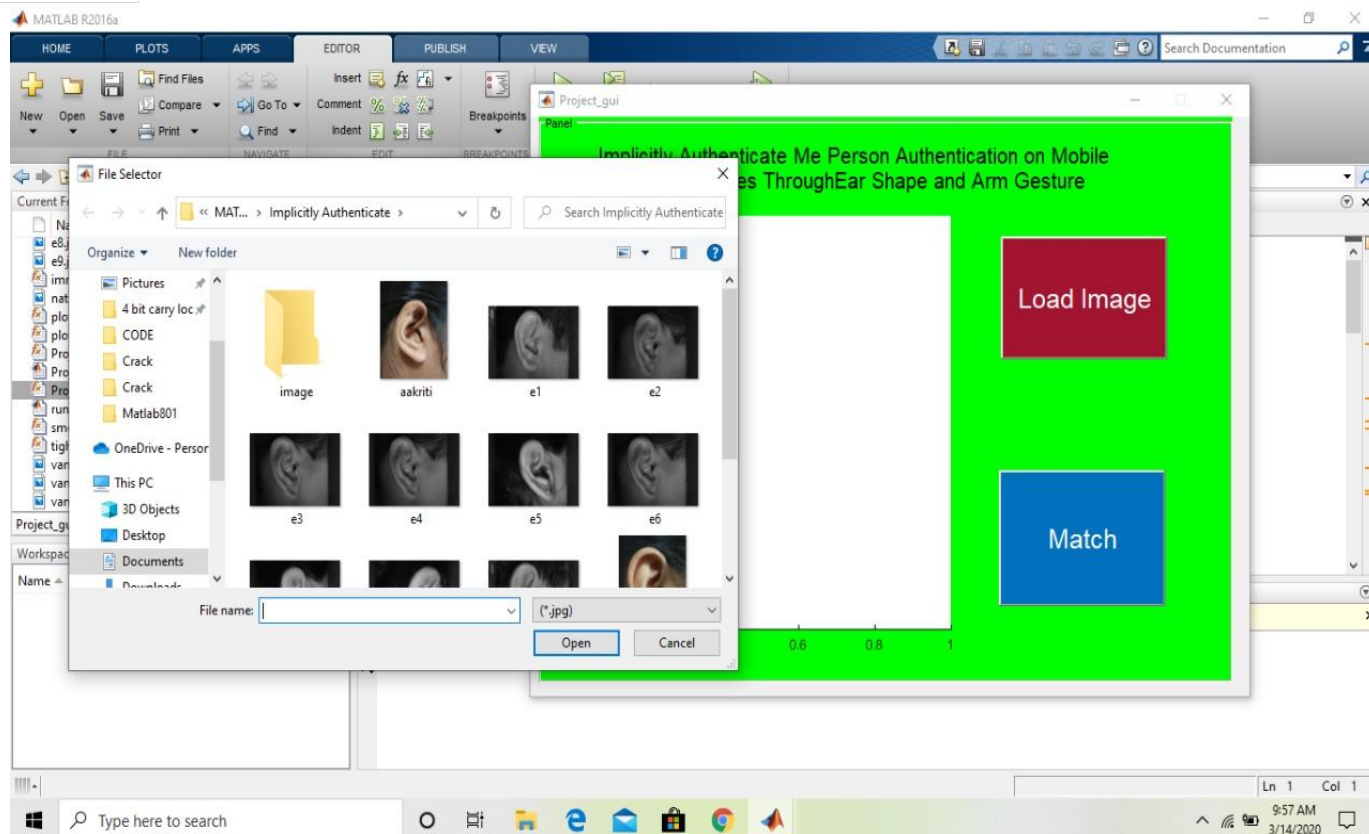 MATLAB R2016a
HOME PLOTS APPS EDITOR PUBLISH VIEW
Search Documentation
New Open Save
Find Files
Compare
Print
Go To
Find
Insert
Comment
Indent
Breakpoints
FILE NAVIGATE EDIT BREAKPOINTS
Project_gui
Panel
Implicitly Authenticate Me Person Authentication on Mobile
ThroughEar Shape and Arm Gesture
Load Image
Match
0.6 0.8 1
File Selector
« MAT... > Implicitly Authenticate >
Search Implicitly Authenticate
Organize New folder
Pictures
4 bit carry loc
CODE
Crack
Crack
Matlab801
OneDrive - Person
This PC
3D Objects
Desktop
Documents
Downloads
image aakriti e1 e2
e3 e4 e5 e6
File name:
(*.jpg)
Open Cancel
Current
e8.j
e9.j
Project_gu
Workspac
Name
Ln 1 Col 1
Type here to search
9:57 AM
3/14/2020